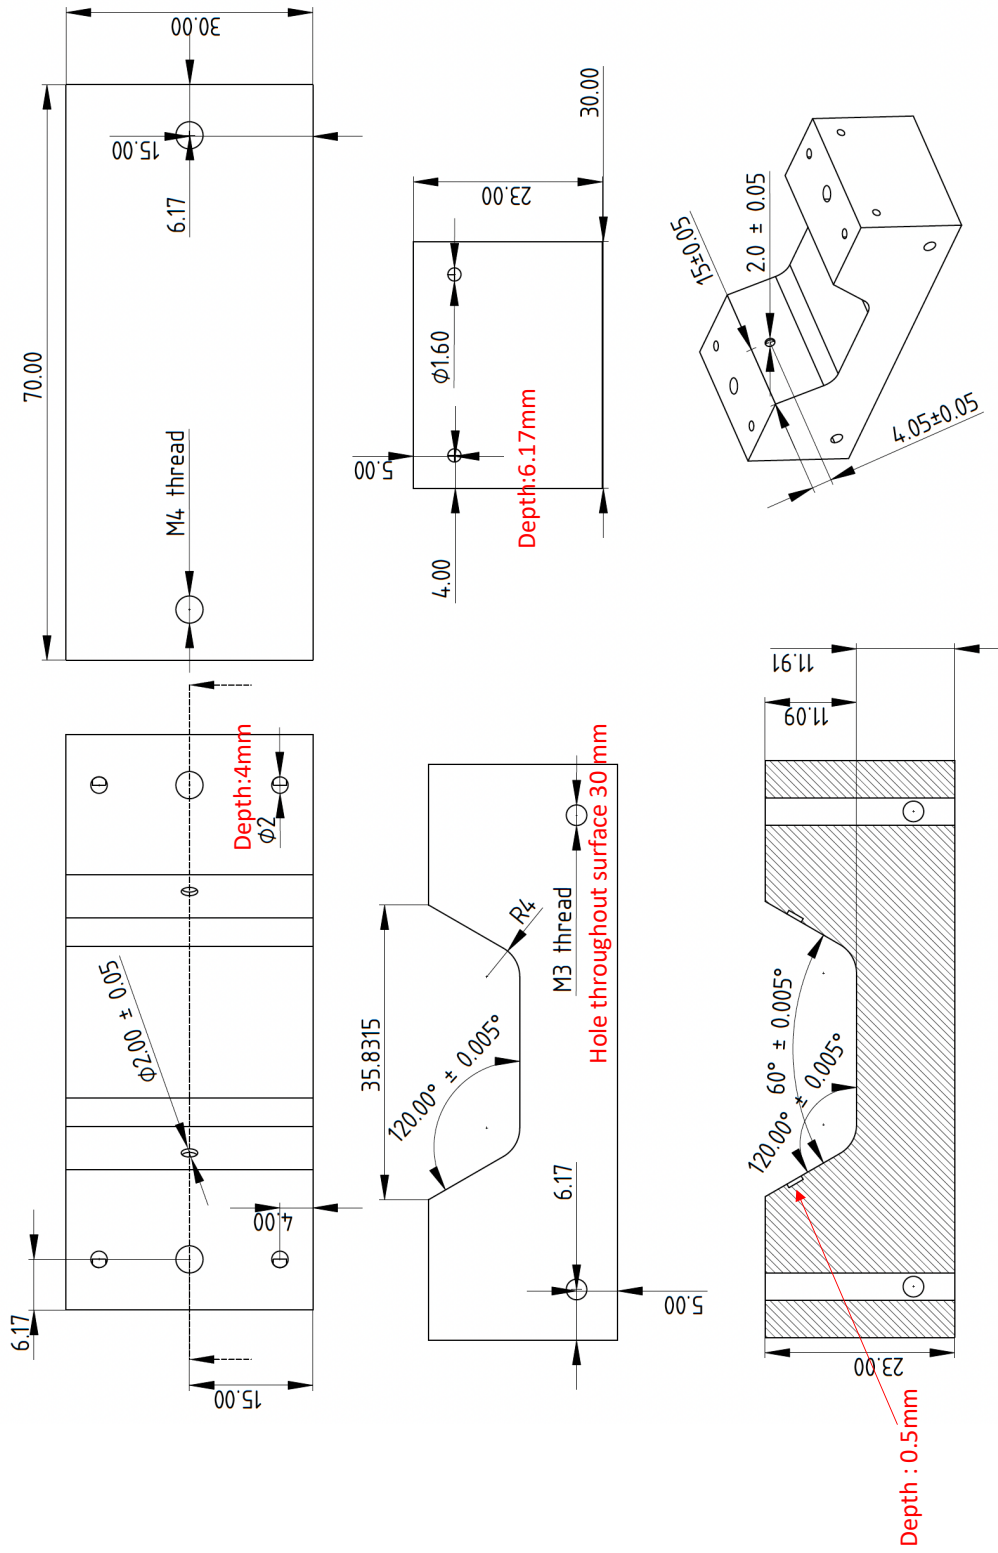 30.00
70.00
15.00
6.17
M4 thread
30.00
23.00
Φ1.60
5.00
Depth:6.17mm
4.00
15±0.05
2.0 ± 0.05
4.05±0.05
Depth:4mm
Φ2
Φ2.00 ± 0.05
4.00
6.17
15.00
35.8315
R4
120.00° ± 0.005°
M3 thread
Hole throughout surface 30 mm
6.17
5.00
11.91
11.09
60° ± 0.005°
120.00° ± 0.005°
23.00
Depth : 0.5mm